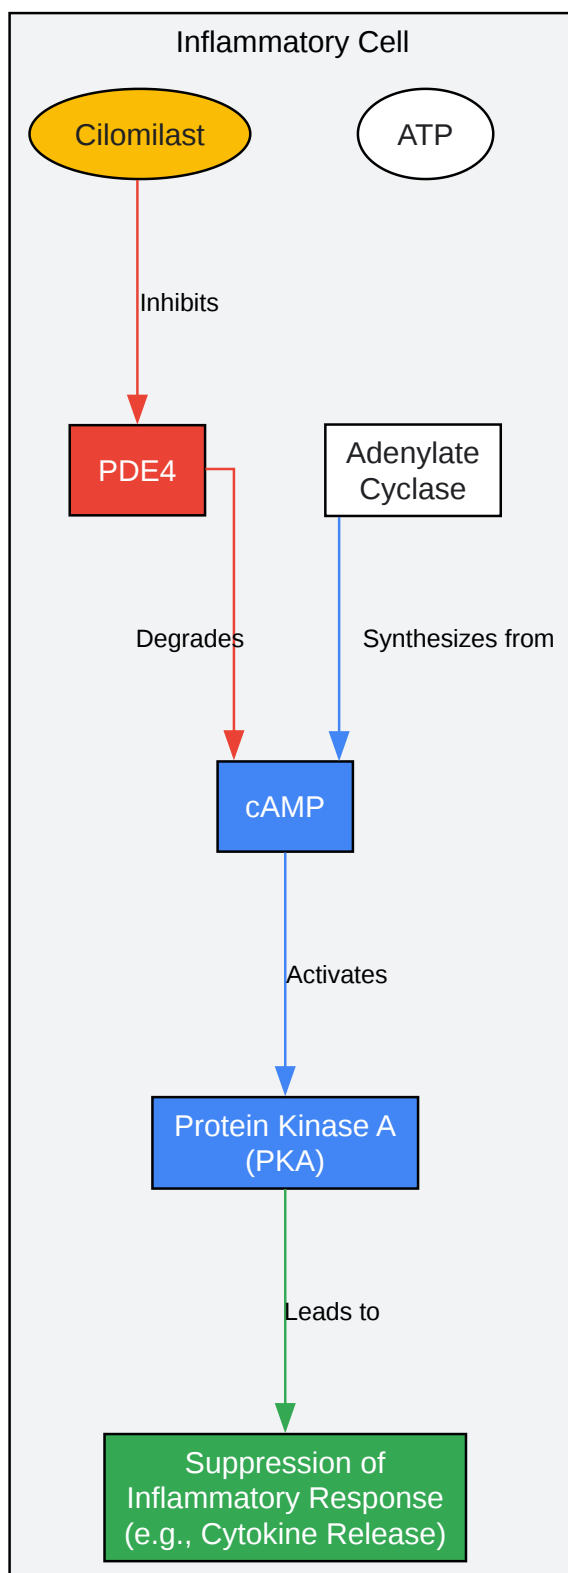 Inflammatory Cell
Cilomilast
ATP
Inhibits
PDE4
Adenylate
Cyclase
Degrades
Synthesizes from
cAMP
Activates
Protein Kinase A
(PKA)
Leads to
Suppression of
Inflammatory Response
(e.g., Cytokine Release)